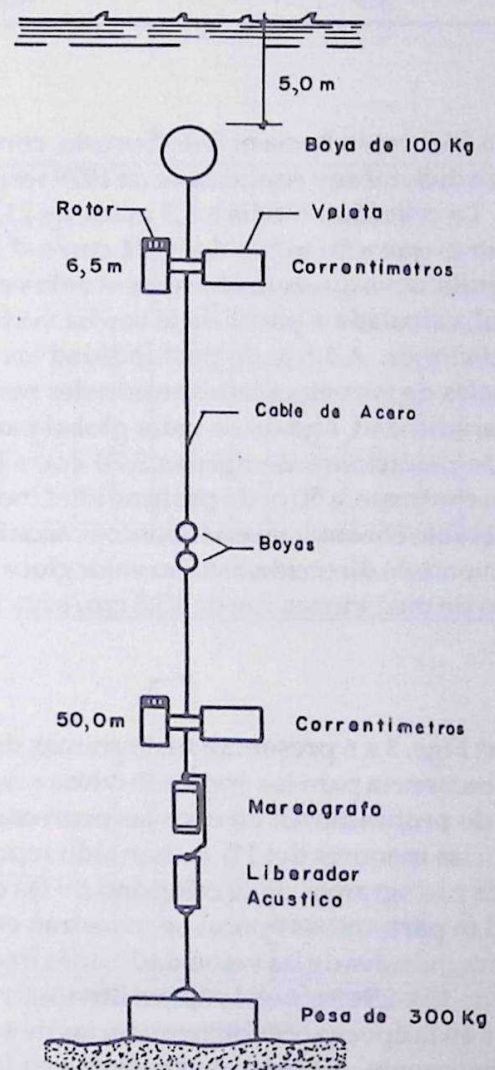 5,0 m
Boya de 100 Kg
Rotor
Veleta
6,5 m
Correntímetros
Cable de Acero
Boyas
50,0m
Correntimetros
Mareografo
Liberador
Acustico
Pesa de 300 Kg